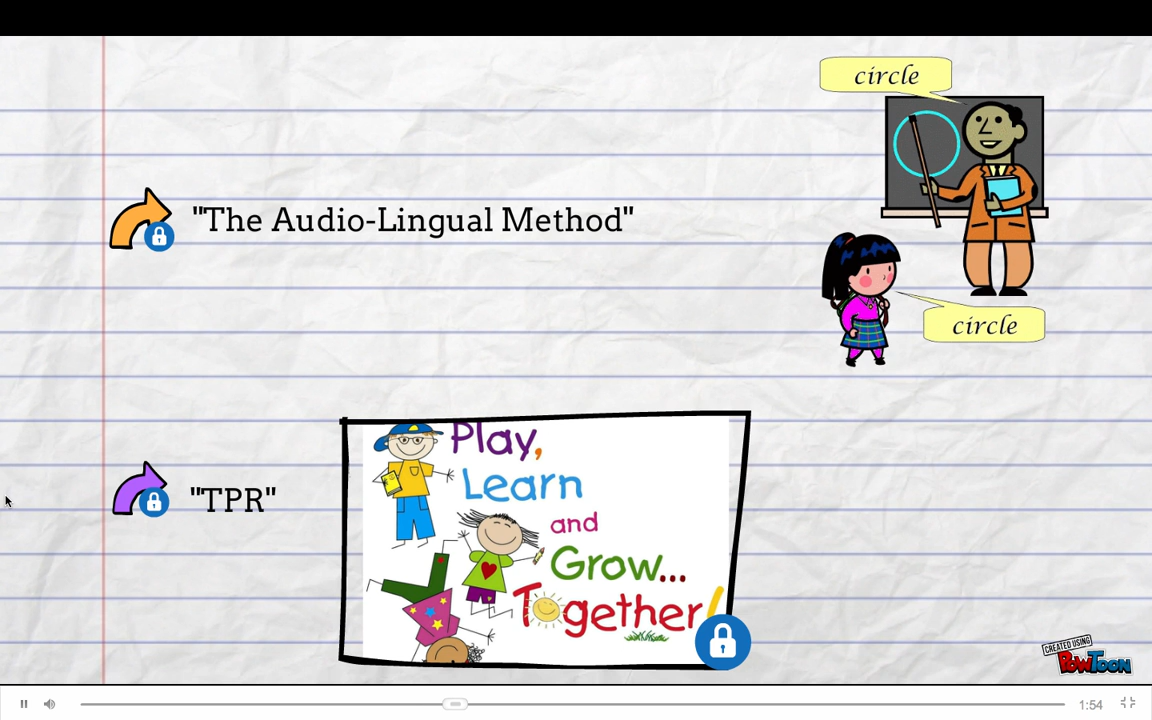 circle
"The Audio-Lingual Method"
circle
Play,
Learn
and
Grow...
Together!
"TPR"
CREATED USING
POWTOON
1:54